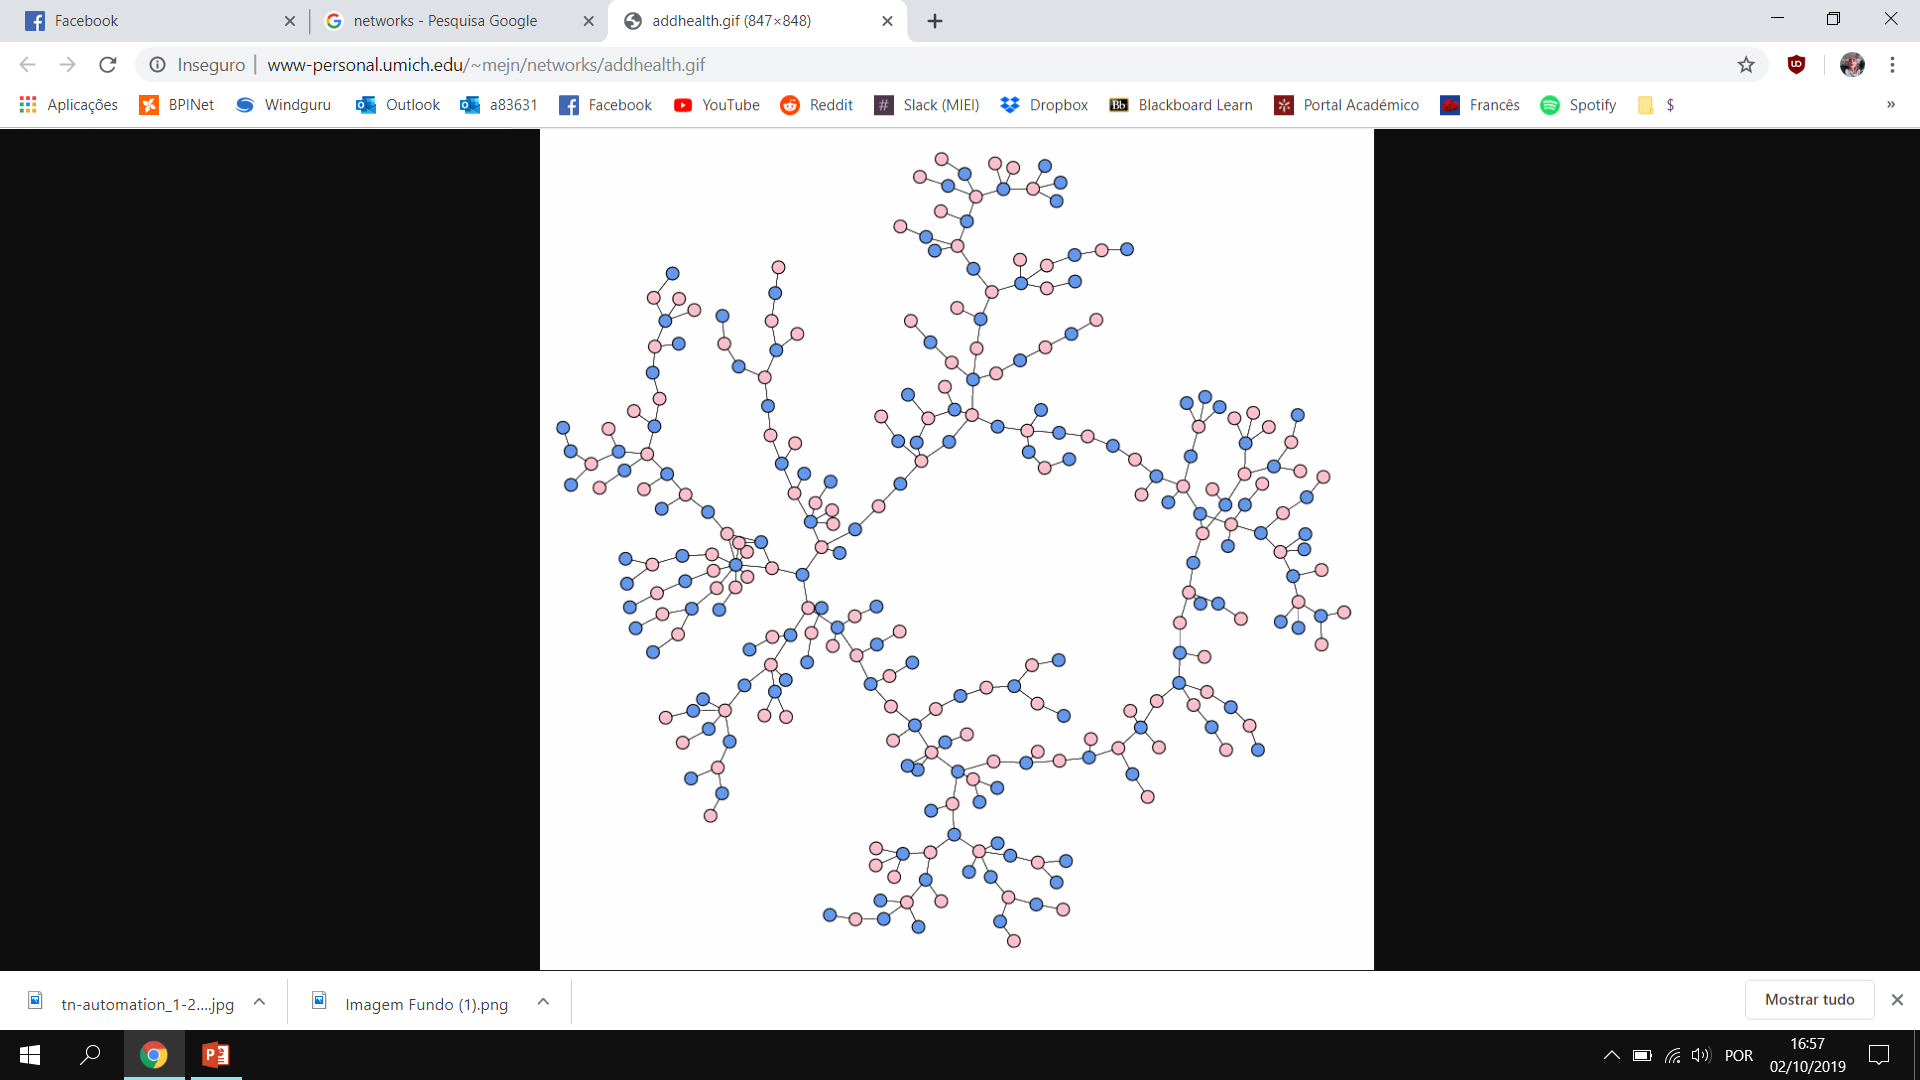 Facebook
networks - Pesquisa Google
addhealth.gif (847×848)
Inseguro
www-personal.umich.edu/~mejn/networks/addhealth.gif
Aplicações
BPINet
Windguru
Outlook
a83631
Facebook
YouTube
Reddit
# Slack (MIEI)
Dropbox
Bb Blackboard Learn
Portal Académico
Francês
Spotify
$
»
tn-automation_1-2....jpg
Imagem Fundo (1).png
Mostrar tudo
POR
16:57
02/10/2019